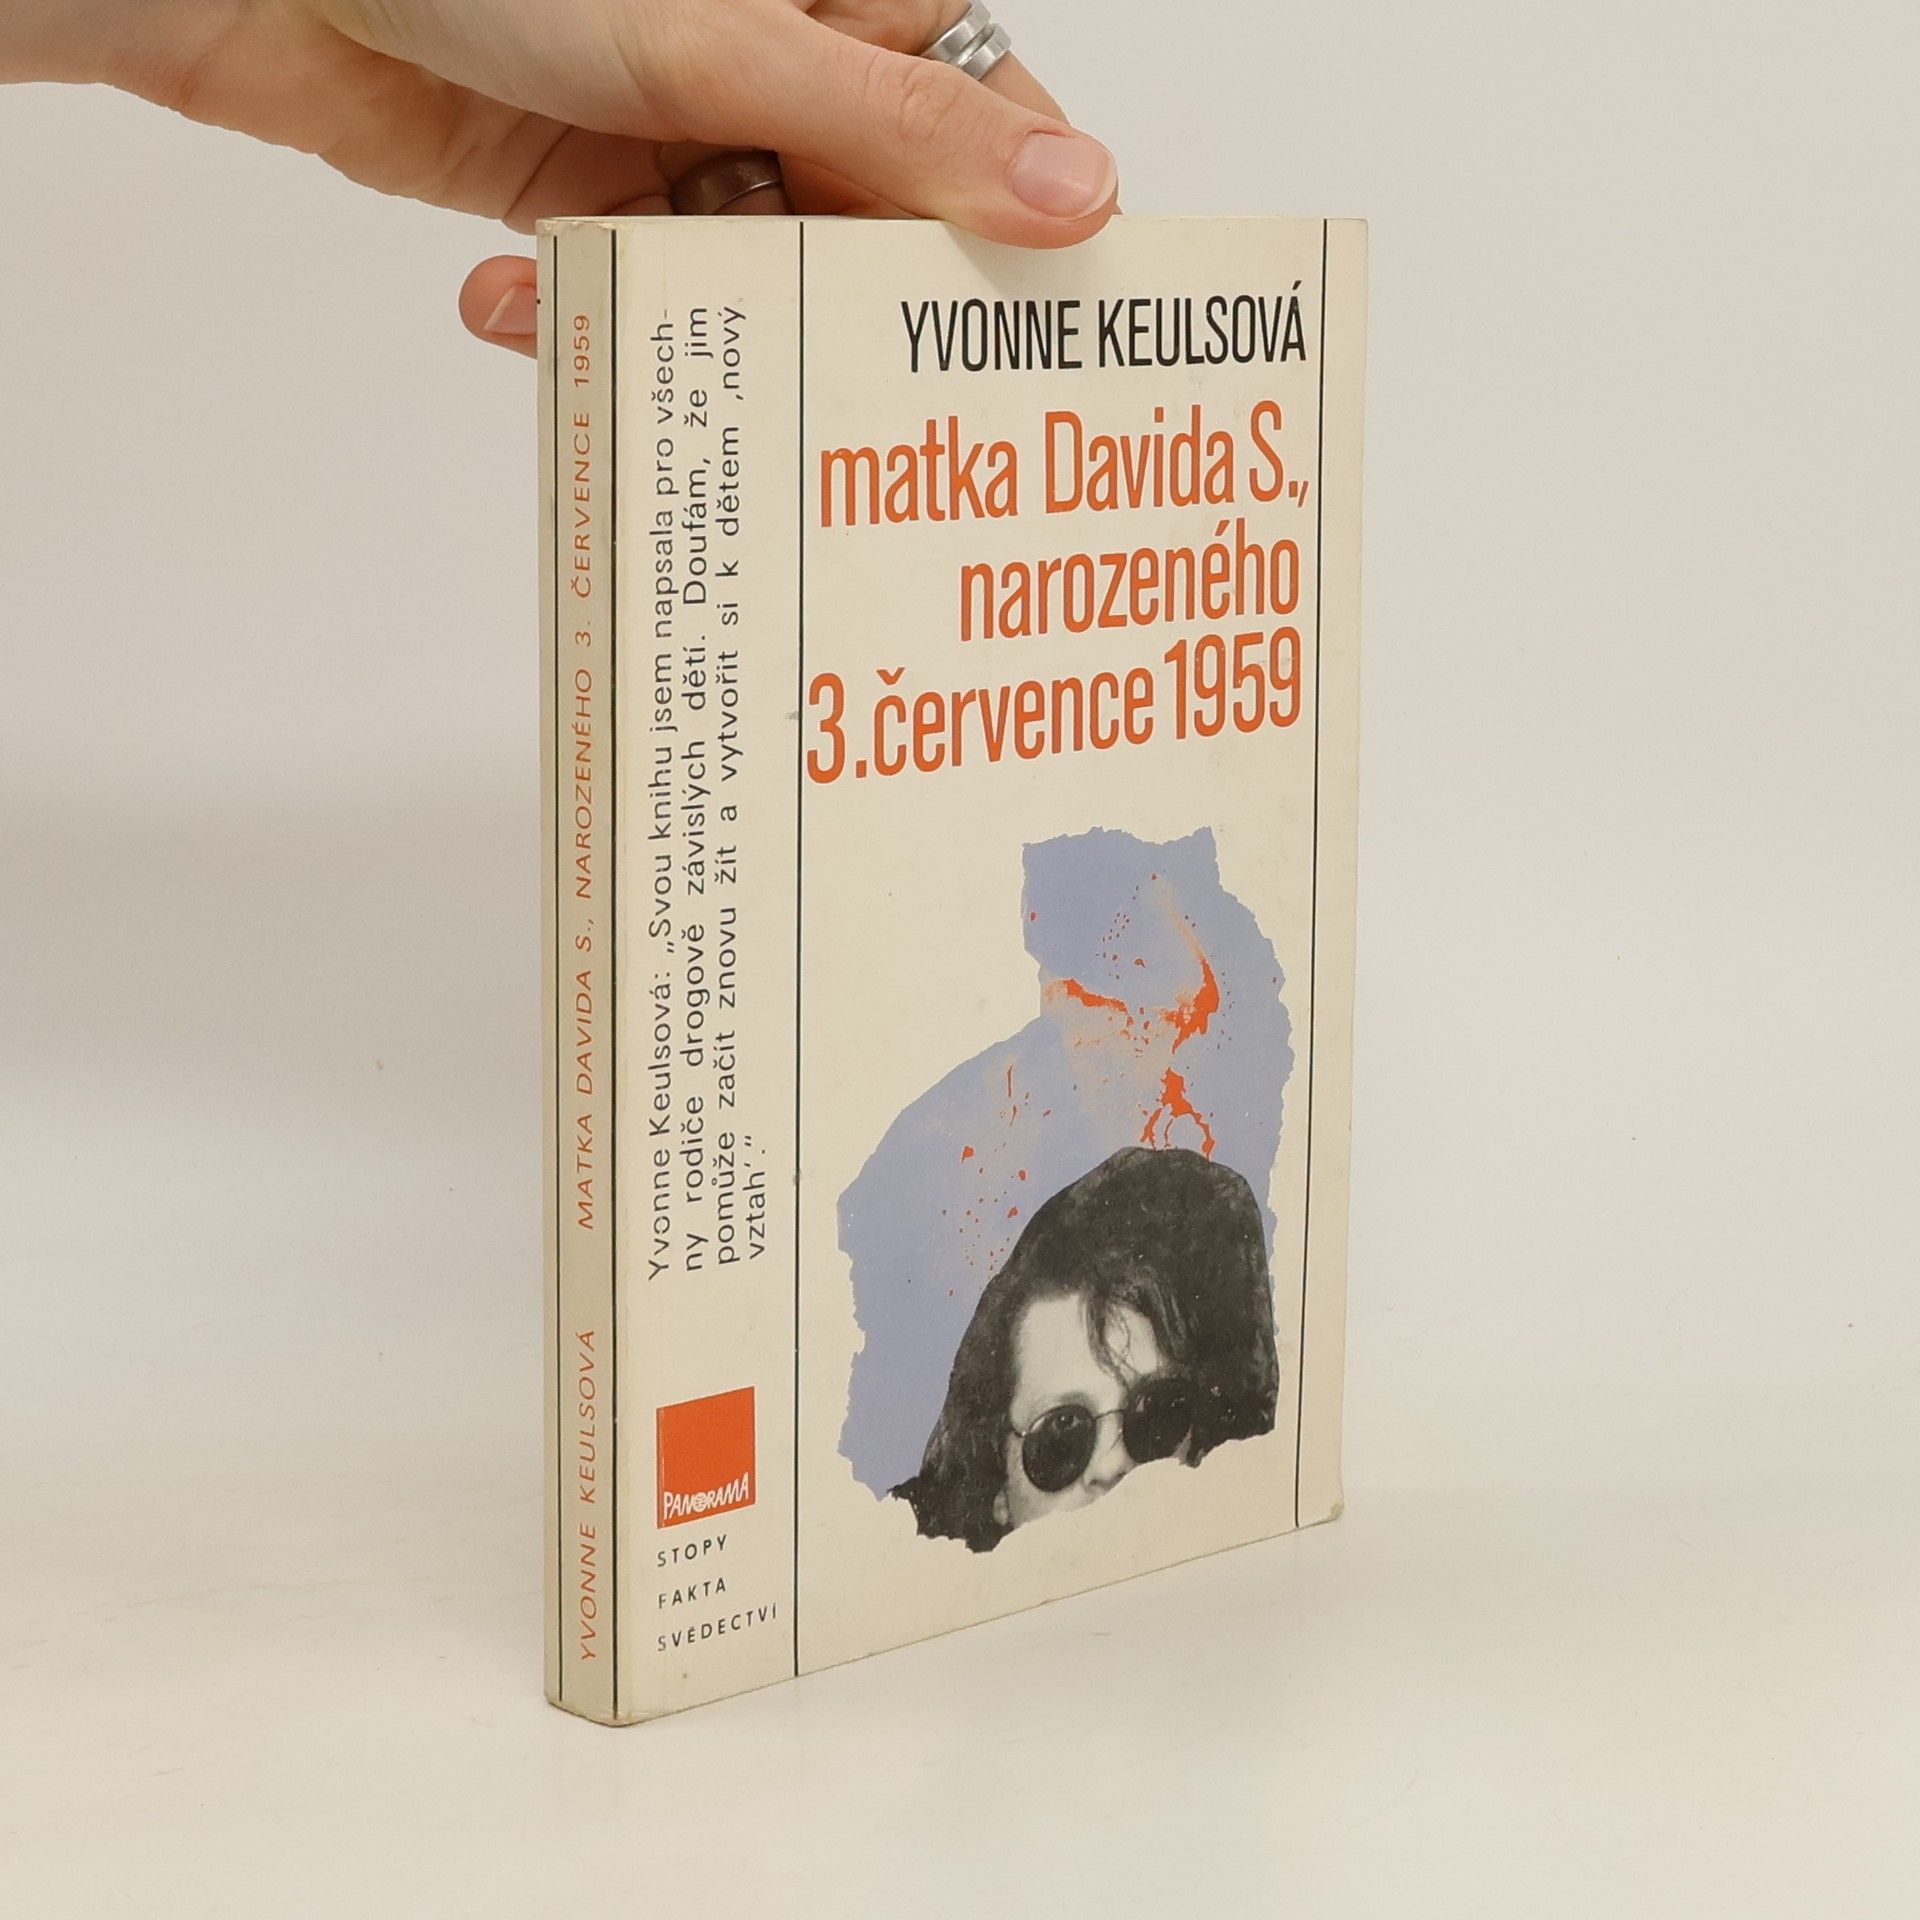 YVONNE KEULSOVÁ
matka Davida S.,
narozeného
3. července 1959
Yvonne Keulsová: „Svou knihu jsem napsala pro všech-
ny rodiče drogově závislých dětí. Doufám, že jim
pomůže začít znovu žít a vytvořit si k dětem ‚nový
vztah‘.“
PANORAMA
STOPY
FAKTA
SVĚDECTVÍ
YVONNE KEULSOVÁ MATKA DAVIDA S., NAROZENÉHO 3. ČERVENCE 1959